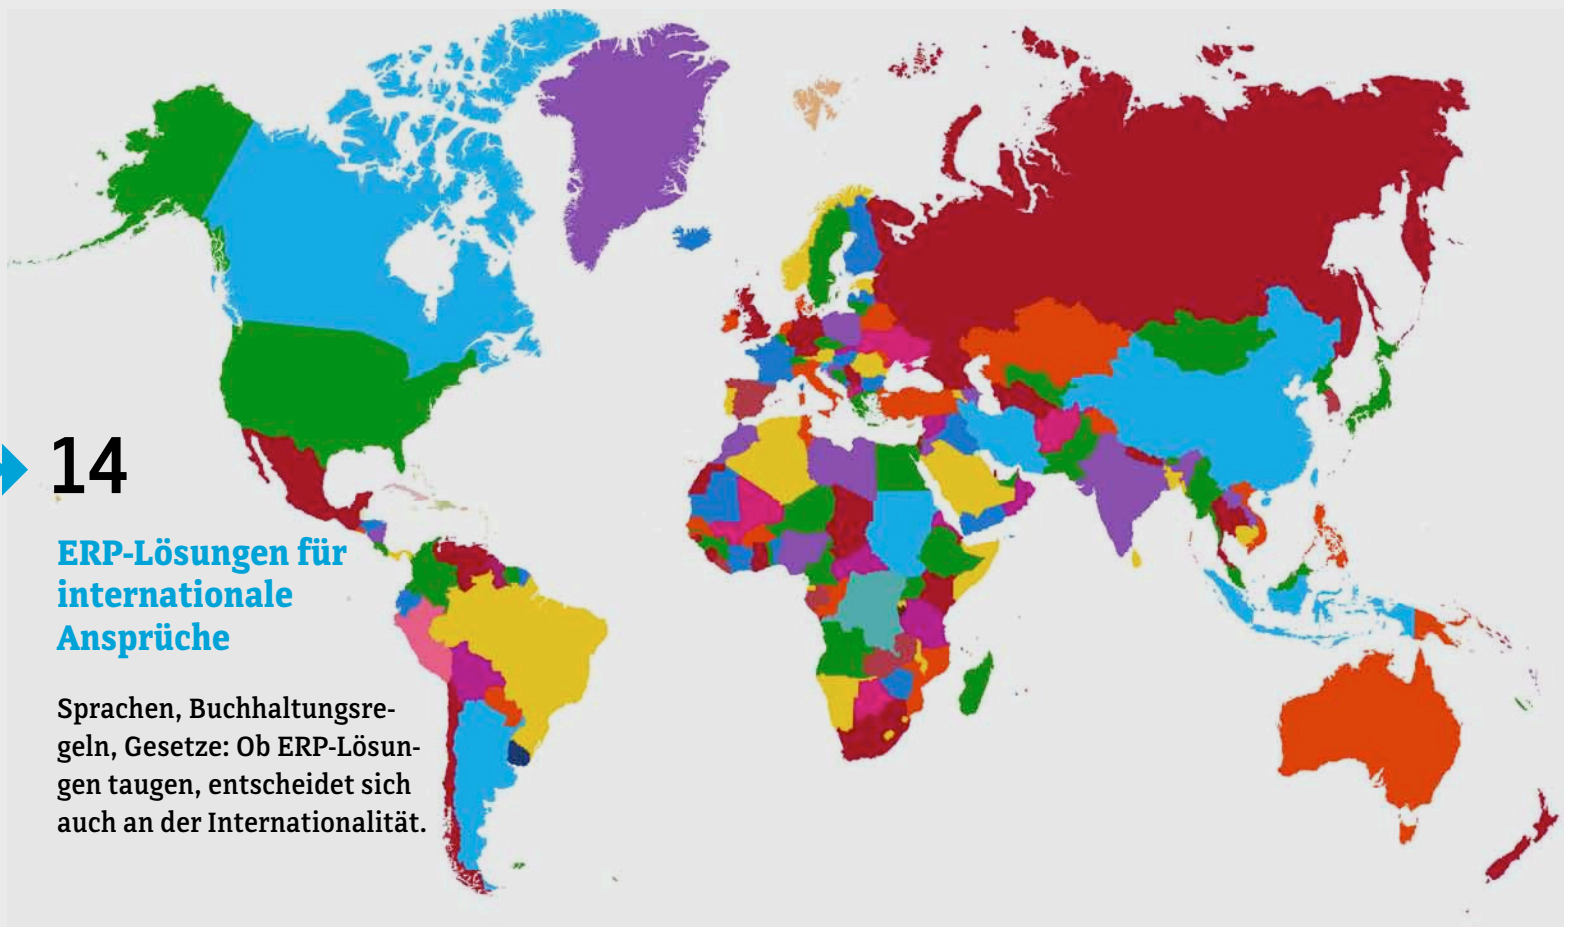 14
ERP-Lösungen für
internationale
Ansprüche
Sprachen, Buchhaltungsre-
geln, Gesetze: Ob ERP-Lösun-
gen taugen, entscheidet sich
auch an der Internationalität.